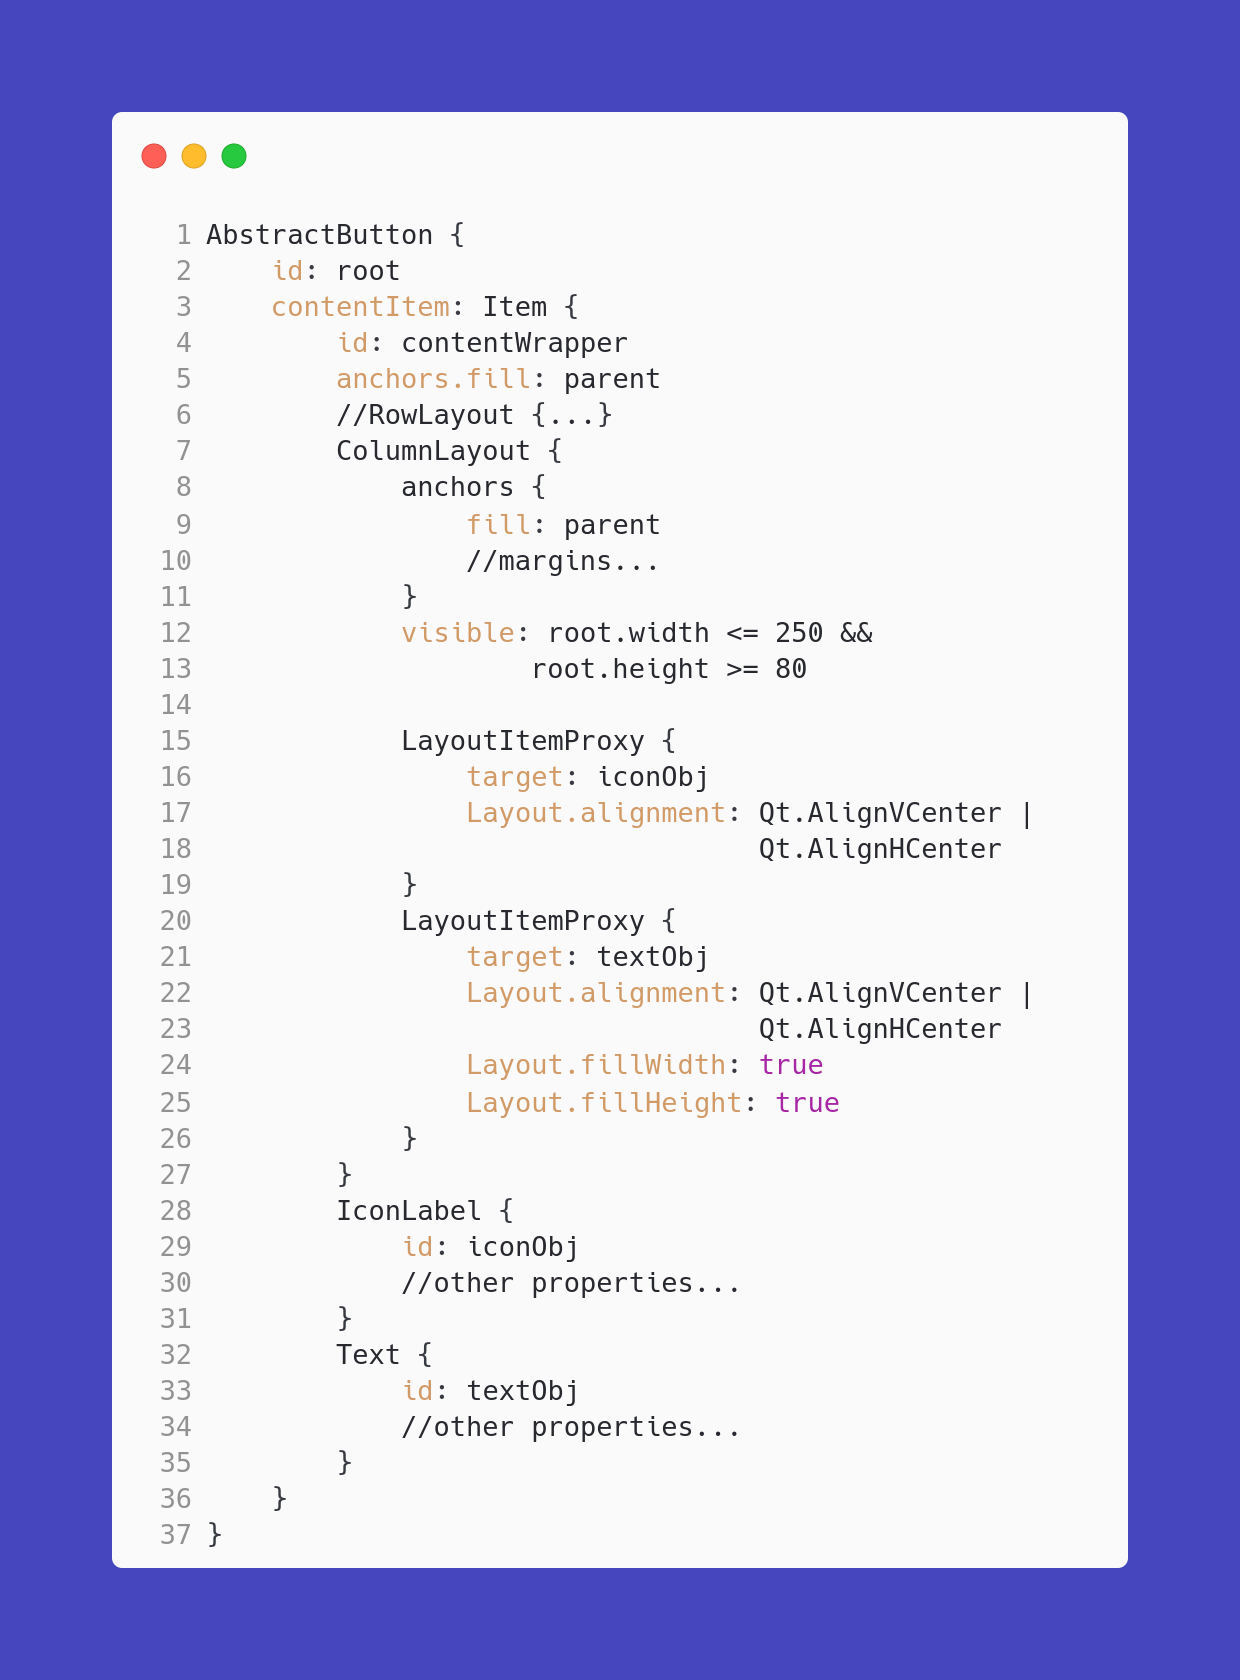 1 AbstractButton {
2     id: root
3     contentItem: Item {
4         id: contentWrapper
5         anchors.fill: parent
6         //RowLayout {...}
7         ColumnLayout {
8             anchors {
9                 fill: parent
10                 //margins...
11             }
12             visible: root.width <= 250 &&
13                     root.height >= 80
14
15             LayoutItemProxy {
16                 target: iconObj
17                 Layout.alignment: Qt.AlignVCenter |
18                                   Qt.AlignHCenter
19             }
20             LayoutItemProxy {
21                 target: textObj
22                 Layout.alignment: Qt.AlignVCenter |
23                                   Qt.AlignHCenter
24                 Layout.fillWidth: true
25                 Layout.fillHeight: true
26             }
27         }
28         IconLabel {
29             id: iconObj
30             //other properties...
31         }
32         Text {
33             id: textObj
34             //other properties...
35         }
36     }
37 }